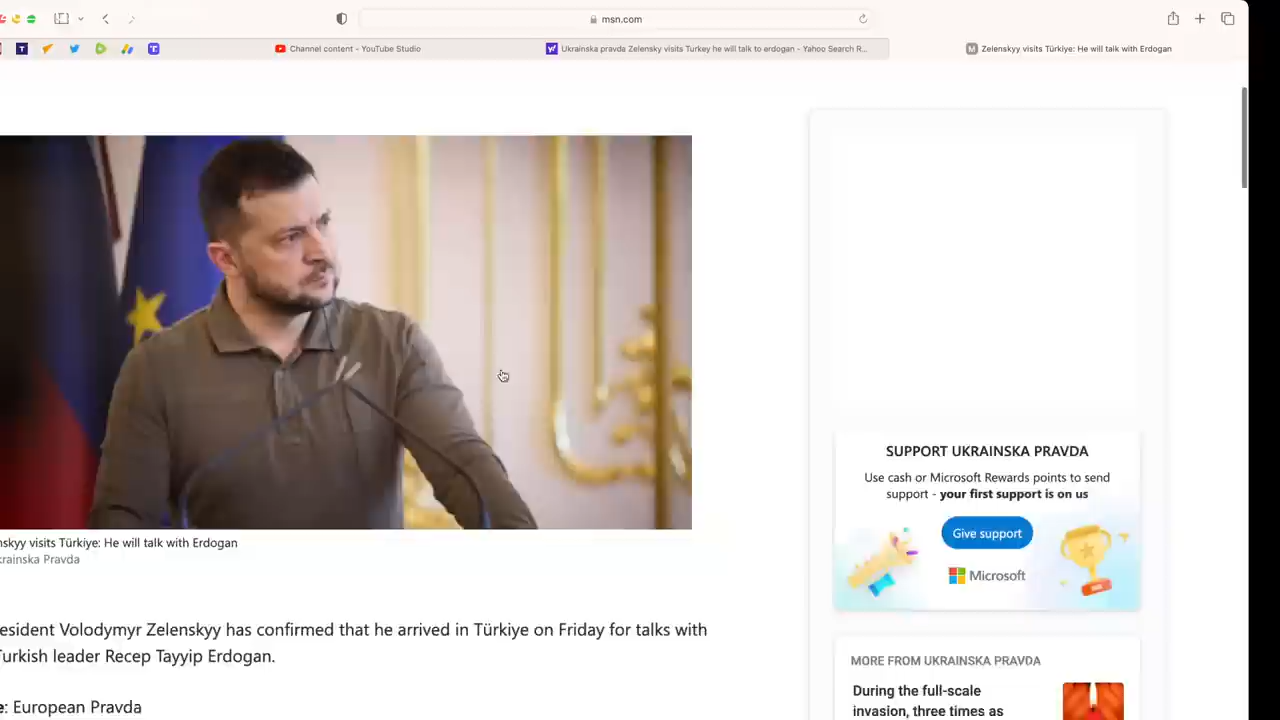 msn.com
Channel content - YouTube Studio
Ukrainska pravda Zelensky visits Turkey he will talk to erdogan - Yahoo Search R...
Zelenskyy visits Türkiye: He will talk with Erdogan
nskyy visits Türkiye: He will talk with Erdogan
krainska Pravda
esident Volodymyr Zelenskyy has confirmed that he arrived in Türkiye on Friday for talks with
urkish leader Recep Tayyip Erdogan.
e: European Pravda
SUPPORT UKRAINSKA PRAVDA
Use cash or Microsoft Rewards points to send
support - your first support is on us
Give support
Microsoft
MORE FROM UKRAINSKA PRAVDA
During the full-scale
invasion, three times as